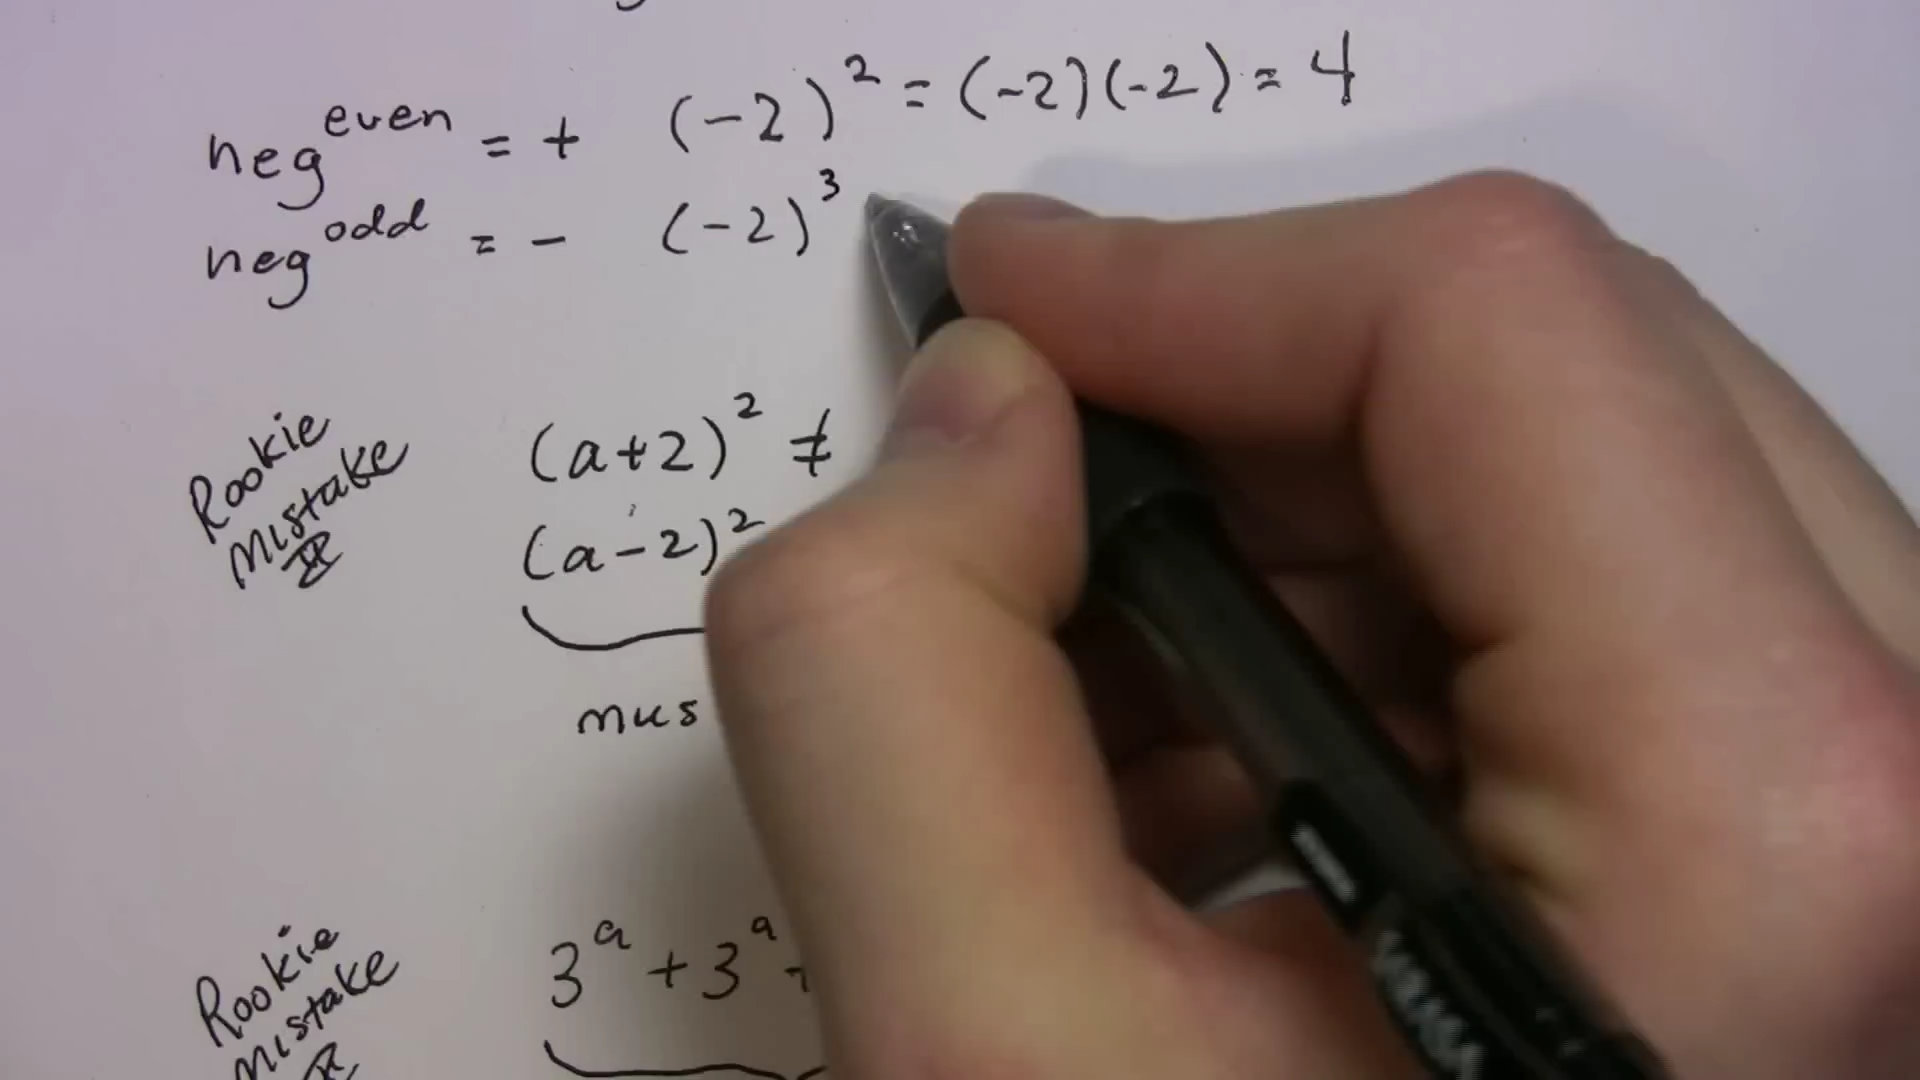 neg^even = + (-2)^2 = (-2)(-2) = 4
neg^odd = - (-2)^3
Rookie
Mistake
(a+2)^2 ≠
(a-2)^2
mus
3^a + 3^a +
Rookie
Mistake